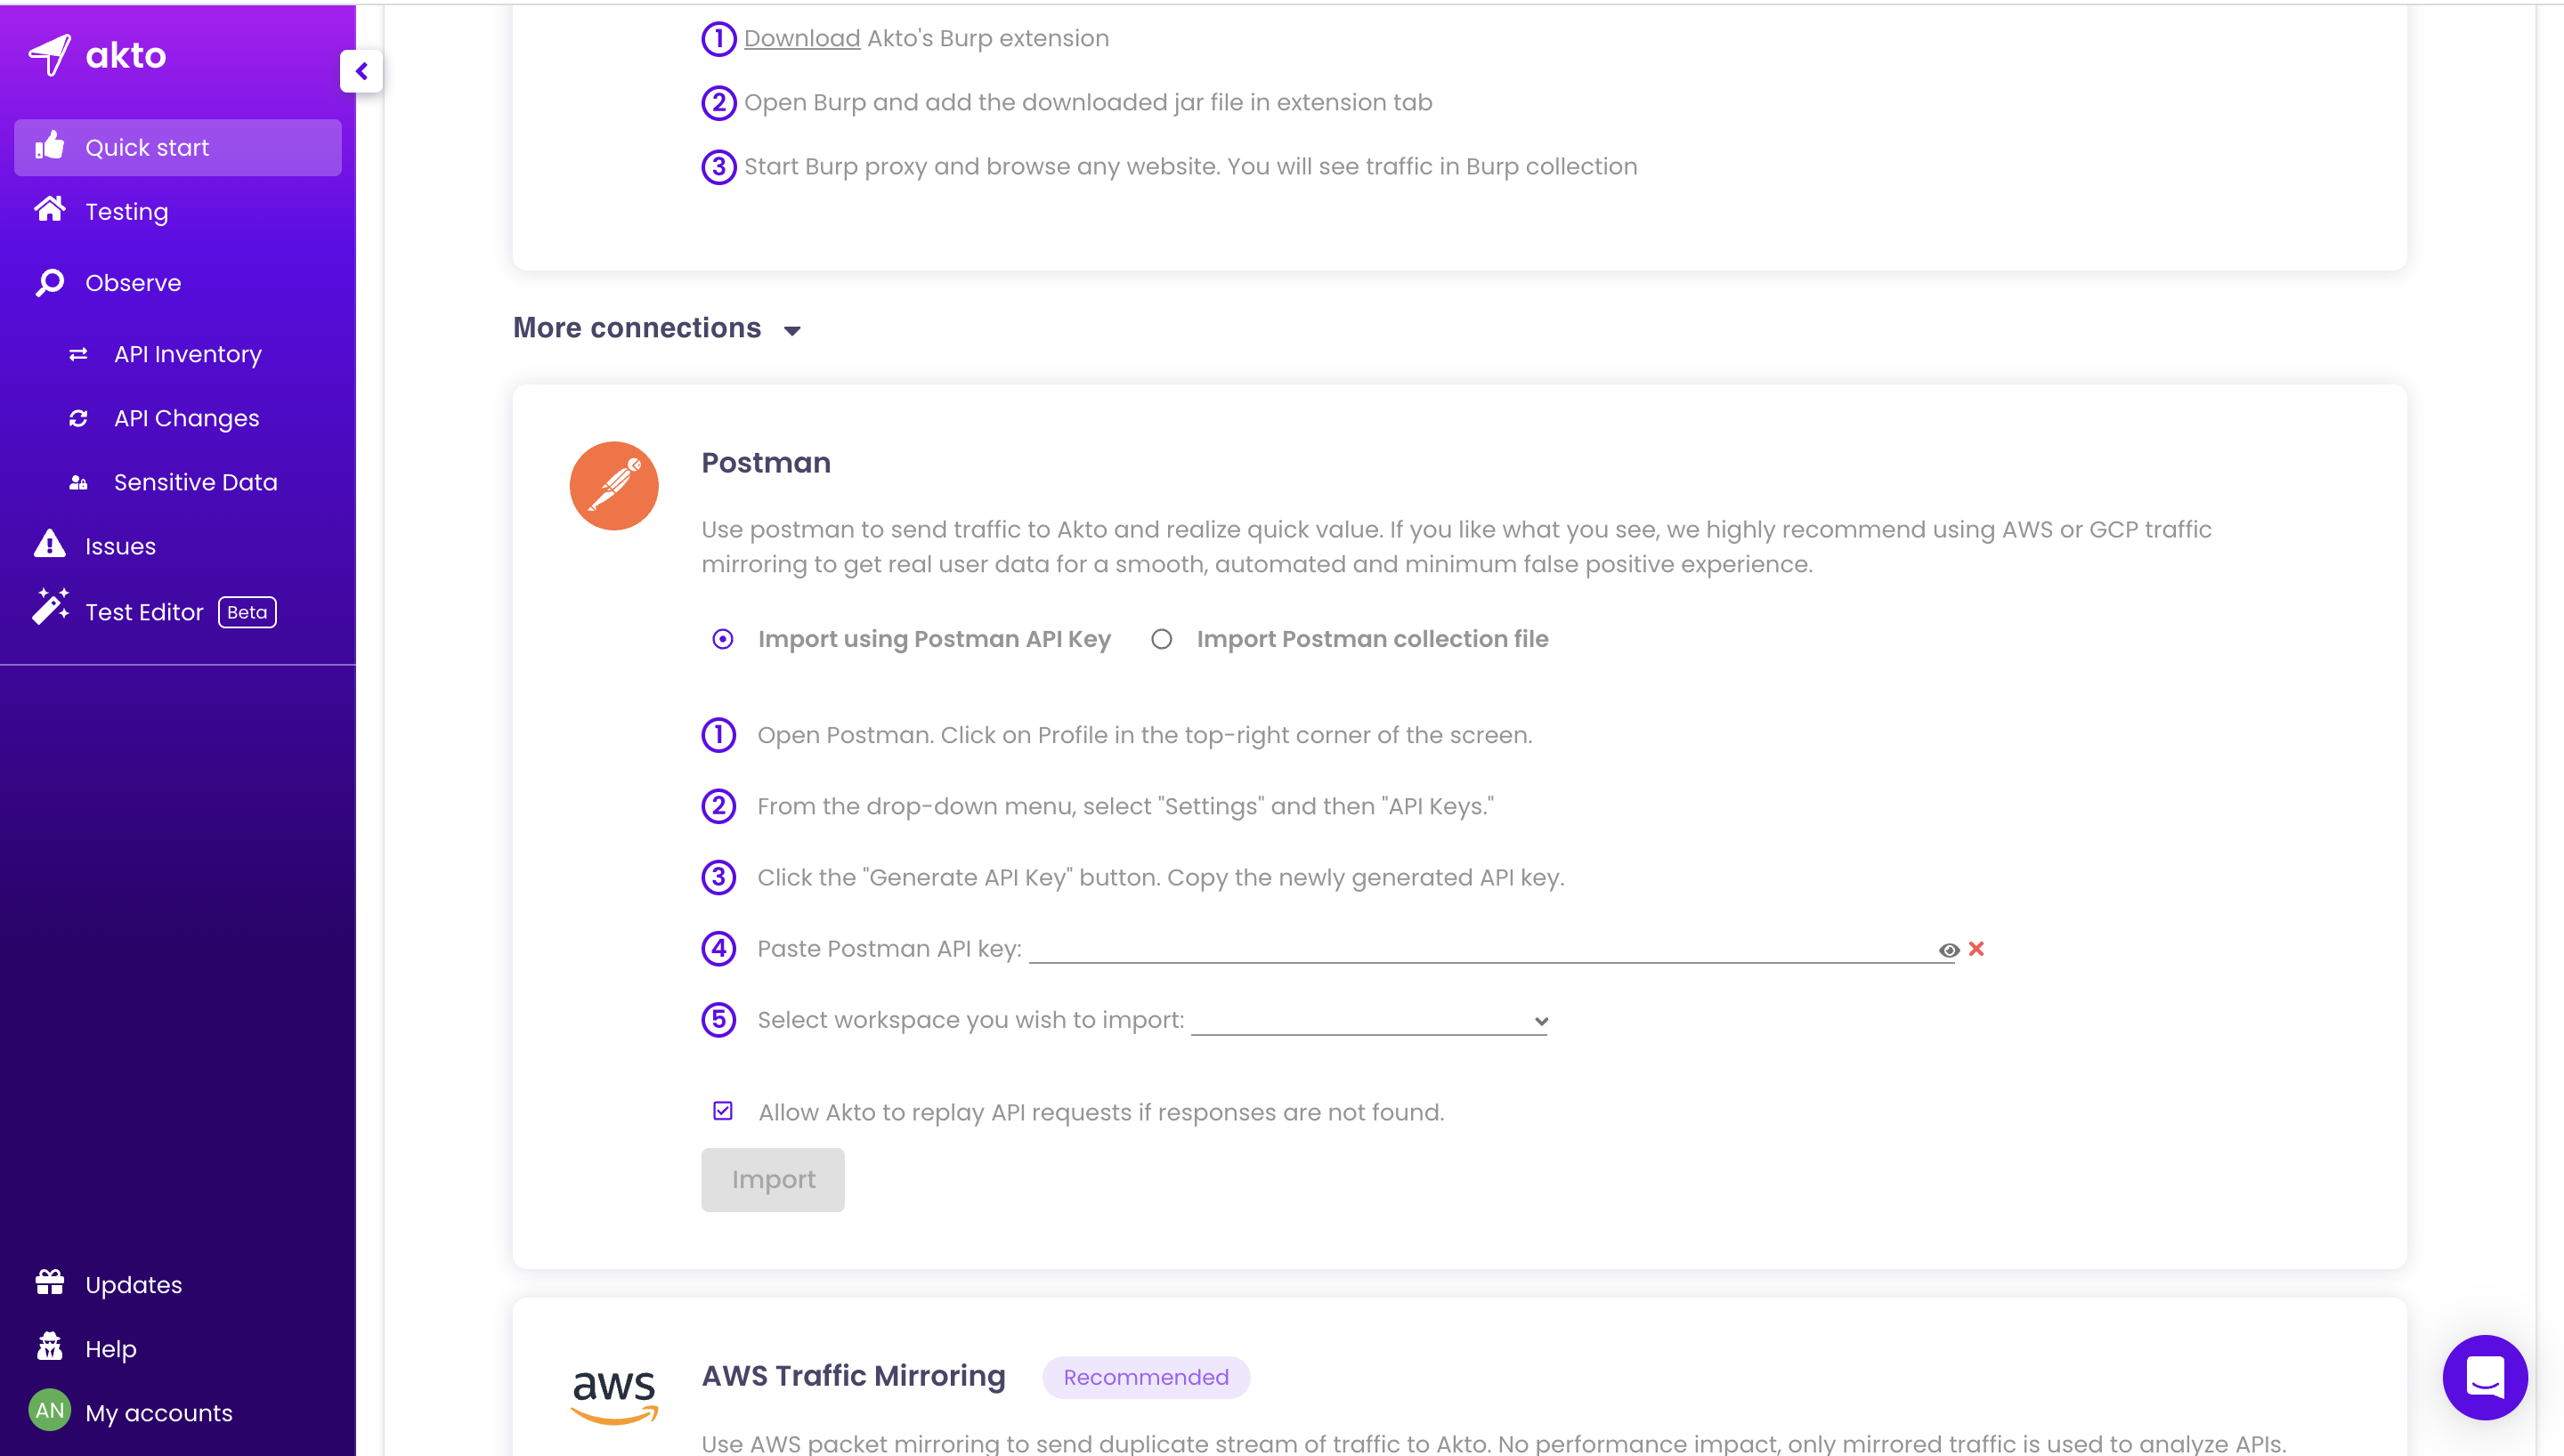 akto
Quick start
Testing
Observe
API Inventory
API Changes
Sensitive Data
Issues
Test Editor Beta
Updates
Help
AN My accounts
1 Download Akto's Burp extension
2 Open Burp and add the downloaded jar file in extension tab
3 Start Burp proxy and browse any website. You will see traffic in Burp collection
More connections
Postman
Use postman to send traffic to Akto and realize quick value. If you like what you see, we highly recommend using AWS or GCP traffic
mirroring to get real user data for a smooth, automated and minimum false positive experience.
Import using Postman API Key Import Postman collection file
1 Open Postman. Click on Profile in the top-right corner of the screen.
2 From the drop-down menu, select "Settings" and then "API Keys."
3 Click the "Generate API Key" button. Copy the newly generated API key.
4 Paste Postman API key:
5 Select workspace you wish to import:
Allow Akto to replay API requests if responses are not found.
Import
aws
AWS Traffic Mirroring Recommended
Use AWS packet mirroring to send duplicate stream of traffic to Akto. No performance impact, only mirrored traffic is used to analyze APIs.